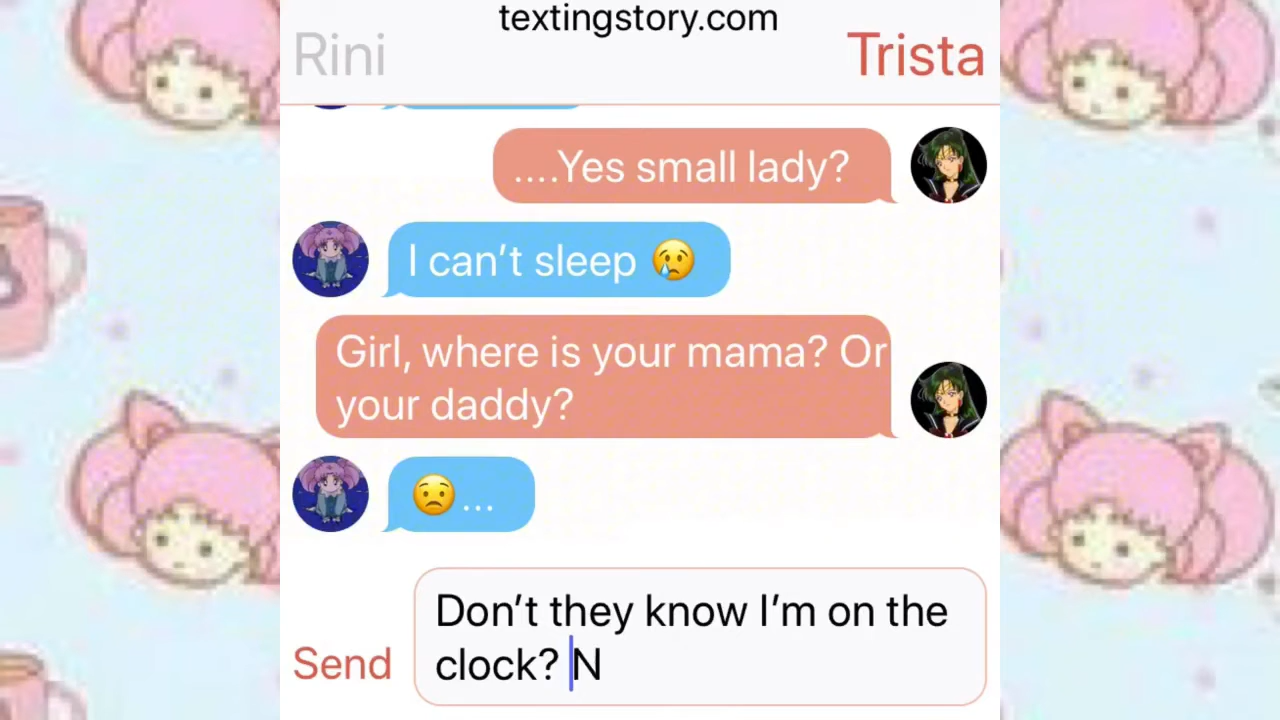 textingstory.com
Rini
Trista
....Yes small lady?
I can’t sleep 😢
Girl, where is your mama? Or
your daddy?
😟...
Don’t they know I’m on the
clock? N
Send